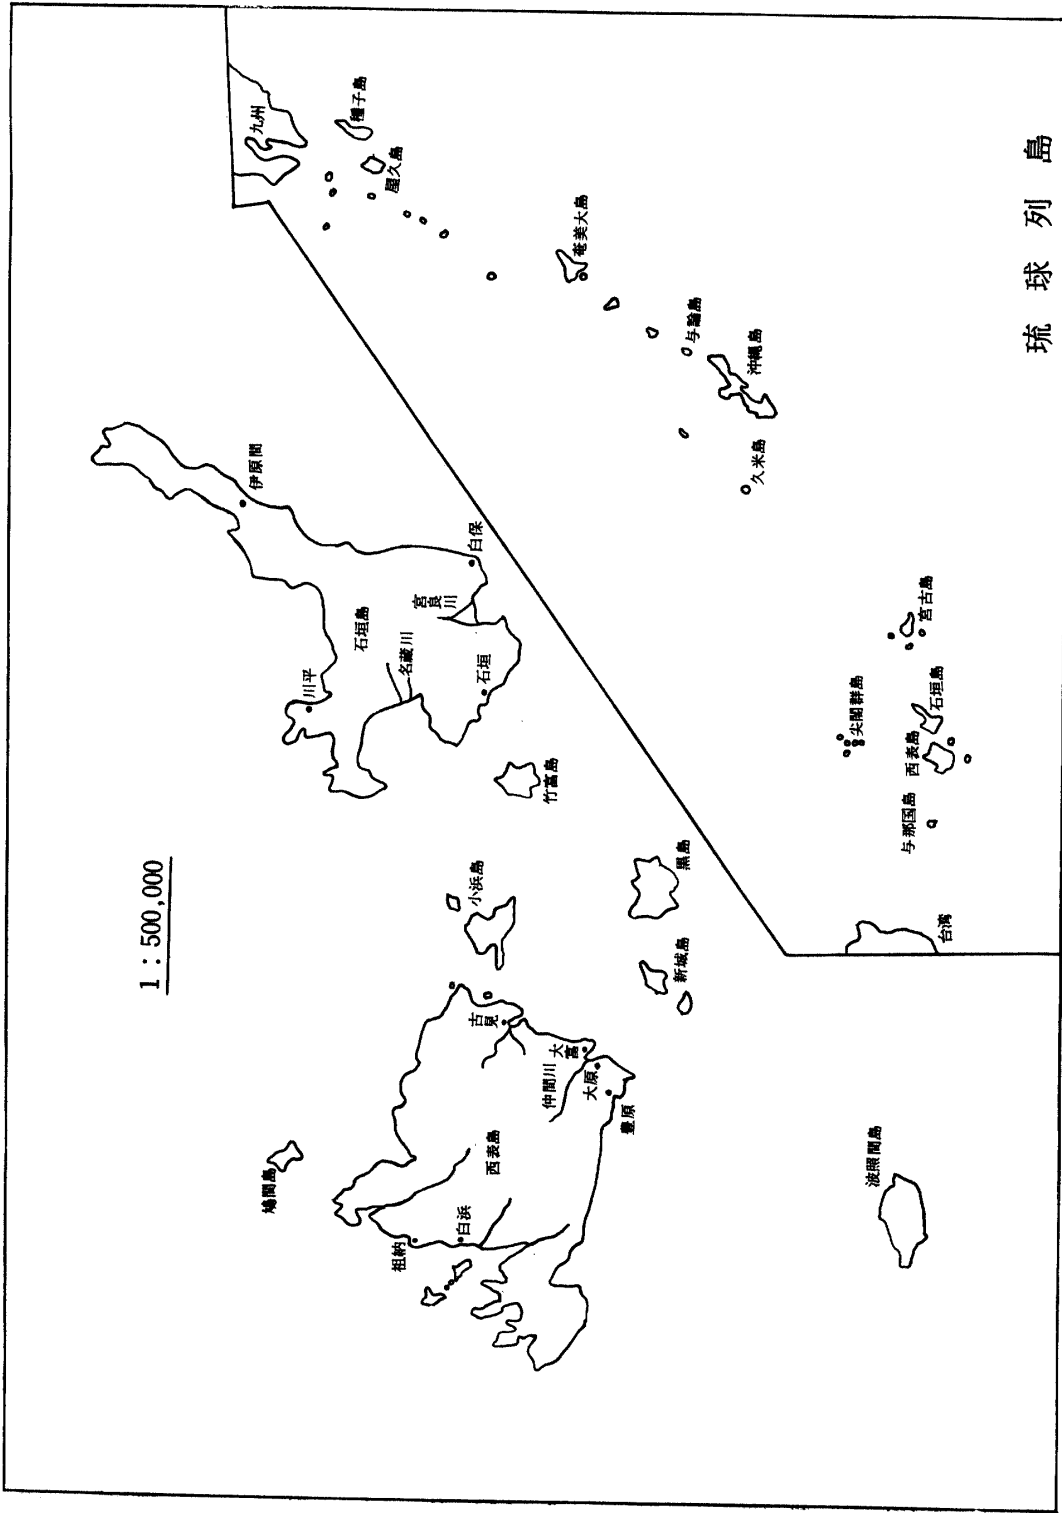 1：500,000
鳩間島
祖納
白浜
西表島
仲間川
古見
大富
大原
豊原
小浜島
新城島
黒島
竹富島
波照間島
川平
石垣島
名蔵川
石垣
宮良川
白保
伊原間
九州
種子島
屋久島
奄美大島
与論島
沖縄島
久米島
宮古島
尖閣群島
石垣島
西表島
与那国島
台湾
琉球列島